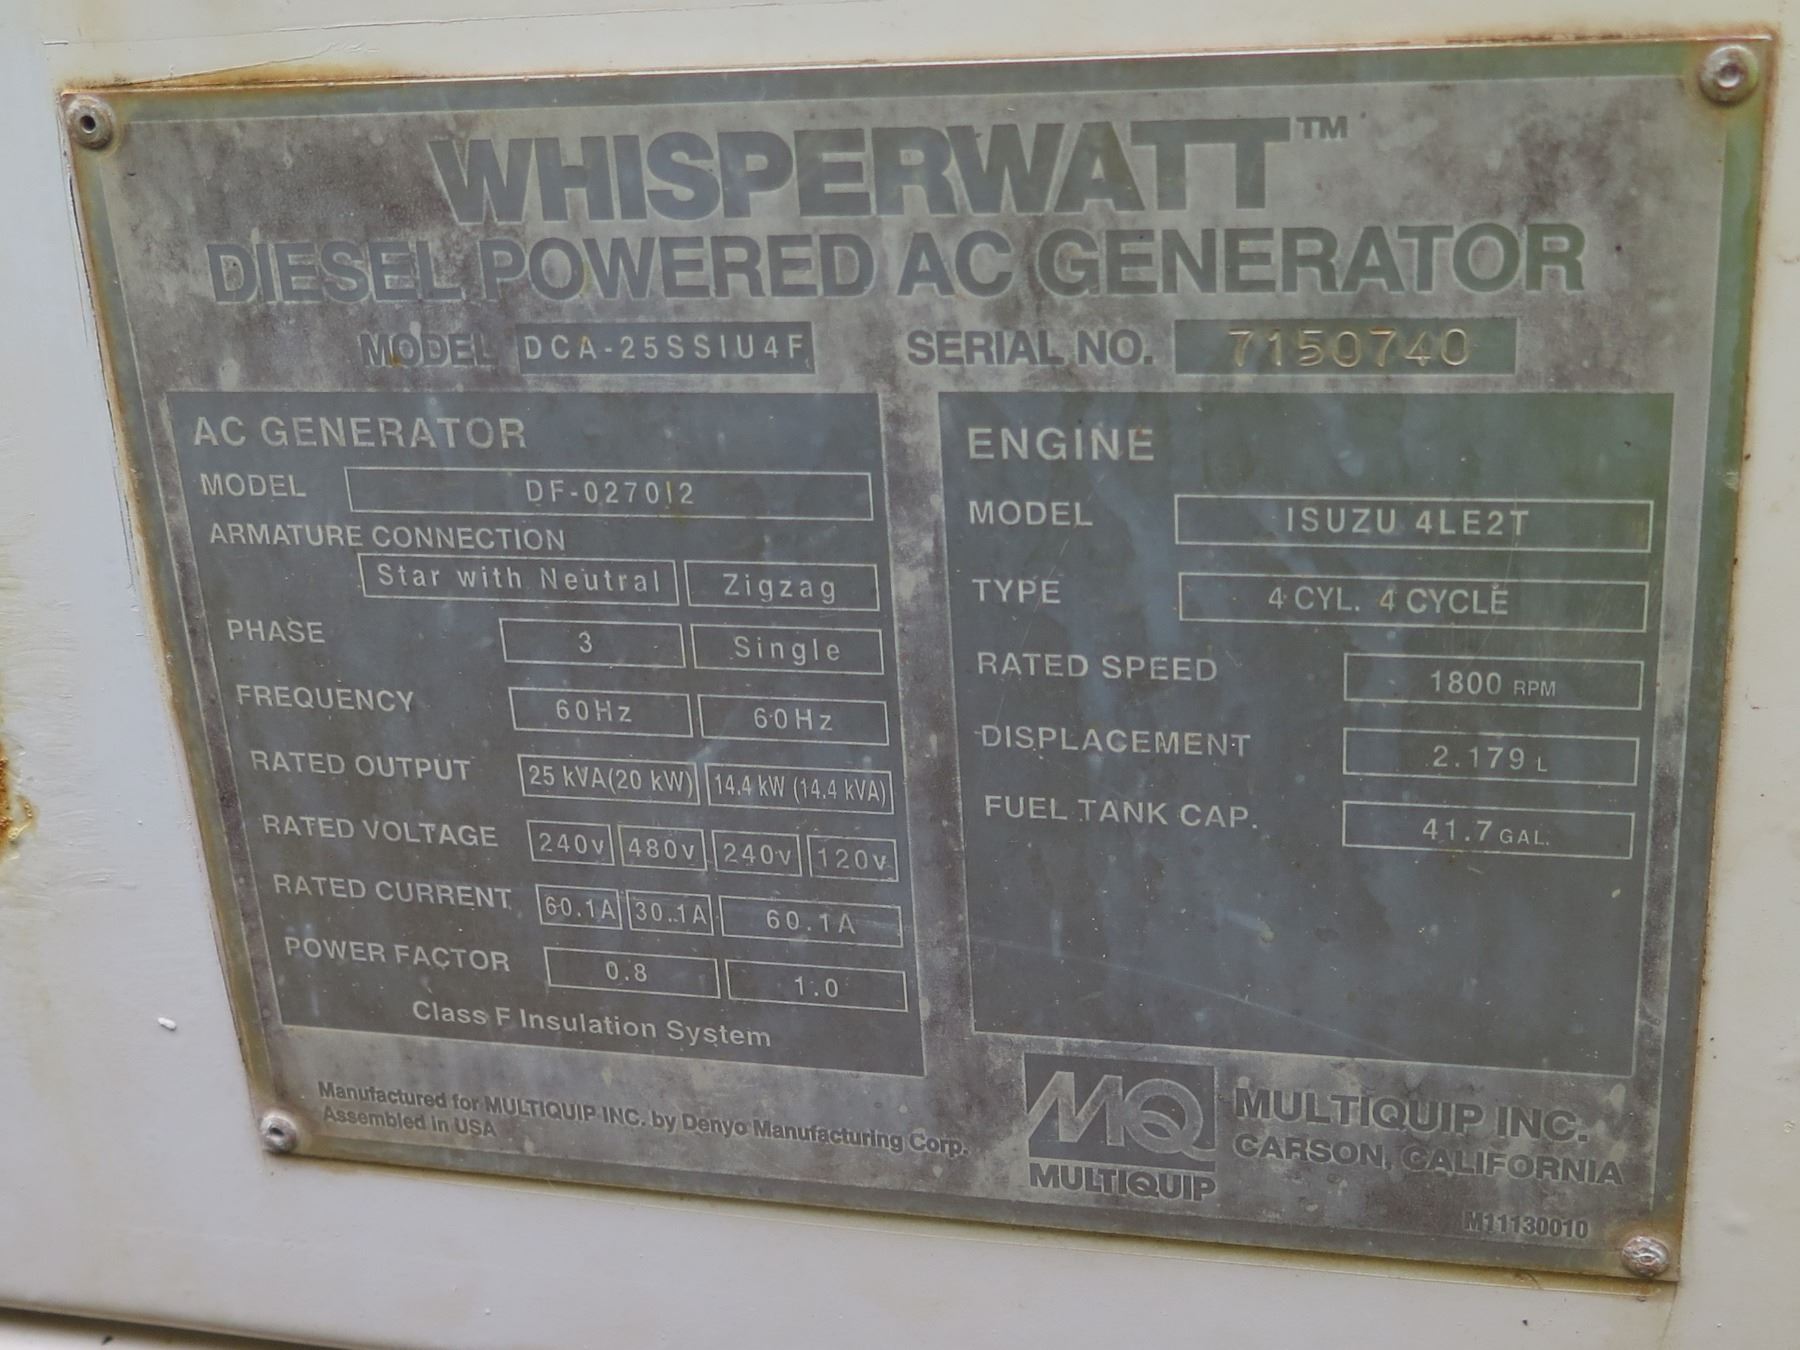 WHISPERWATT™
DIESEL POWERED AC GENERATOR
MODEL DCA-25SSIU4F SERIAL NO. 7150740
AC GENERATOR
MODEL DF-0270I2
ARMATURE CONNECTION
Star with Neutral Zigzag
PHASE 3 Single
FREQUENCY 60Hz 60Hz
RATED OUTPUT 25 kVA(20 kW) 14.4 kW (14.4 kVA)
RATED VOLTAGE 240v 480v 240v 120v
RATED CURRENT 60.1A 30.1A 60.1A
POWER FACTOR 0.8 1.0
Class F Insulation System
ENGINE
MODEL ISUZU 4LE2T
TYPE 4 CYL. 4 CYCLE
RATED SPEED 1800 RPM
DISPLACEMENT 2.179 L
FUEL TANK CAP. 41.7 GAL.
Manufactured for MULTIQUIP INC. by Denyo Manufacturing Corp.
Assembled in USA
MQ
MULTIQUIP
MULTIQUIP INC.
CARSON, CALIFORNIA
M11130010